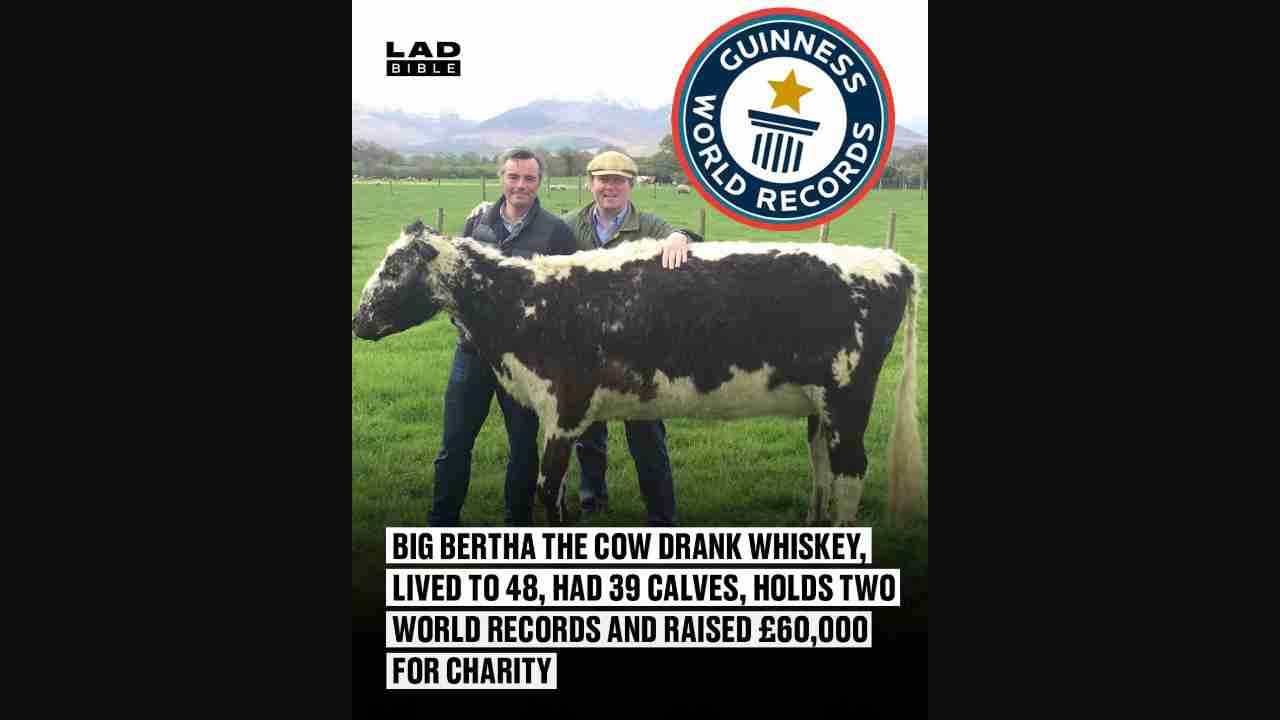 LAD
BIBLE
GUINNESS
WORLD RECORDS
BIG BERTHA THE COW DRANK WHISKEY,
LIVED TO 48, HAD 39 CALVES, HOLDS TWO
WORLD RECORDS AND RAISED £60,000
FOR CHARITY